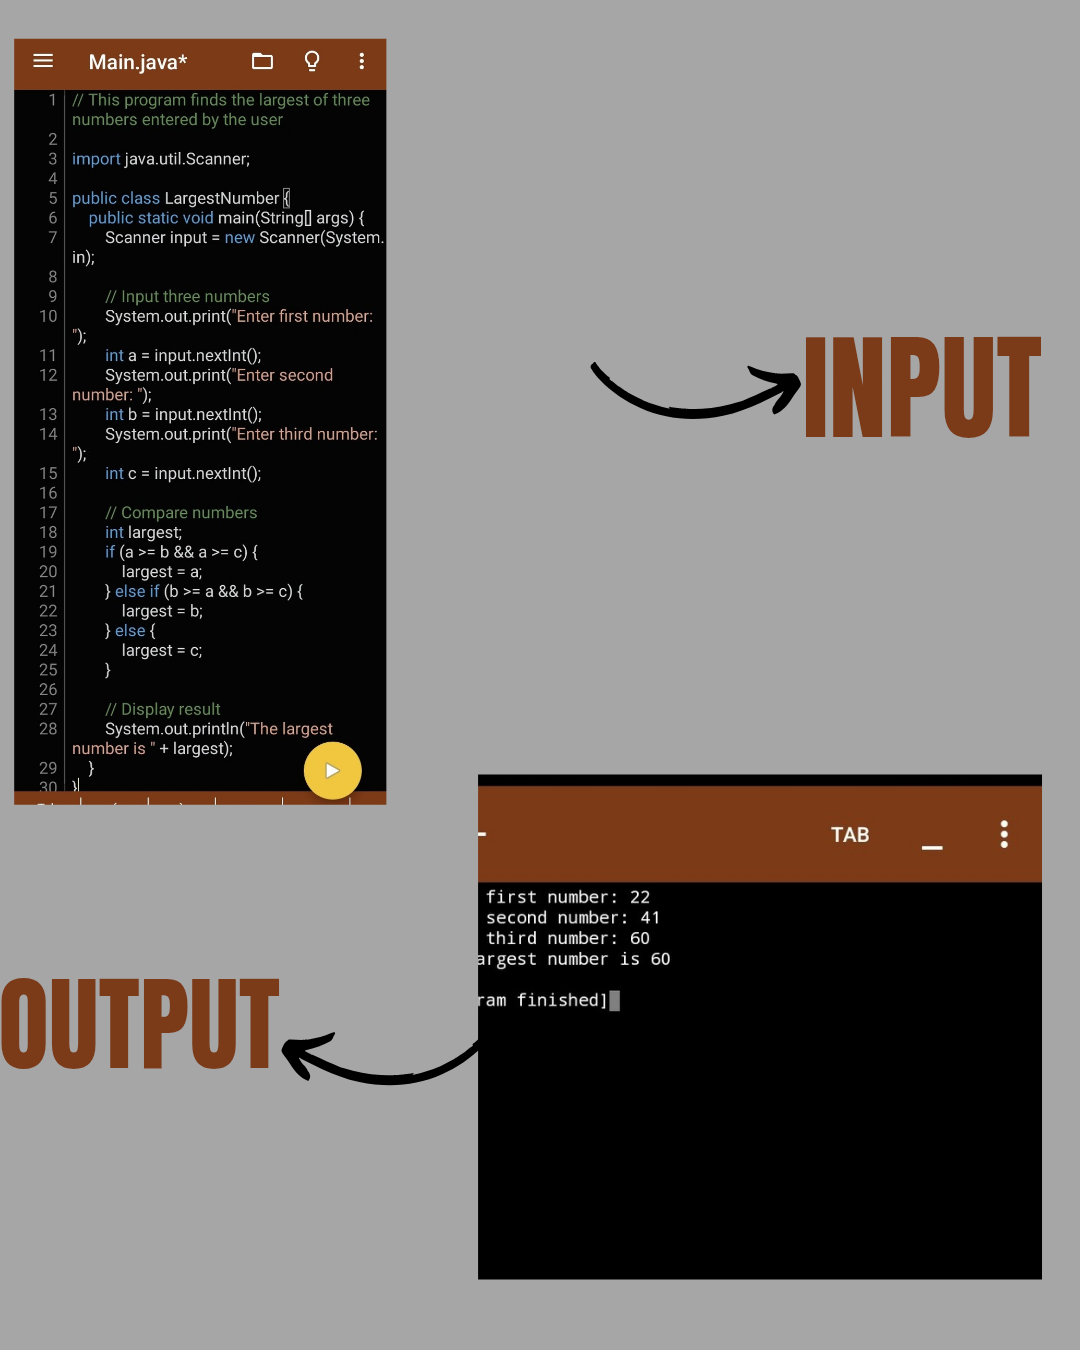 Main.java*
1 // This program finds the largest of three
numbers entered by the user
2
3 import java.util.Scanner;
4
5 public class LargestNumber {
6 public static void main(String[] args) {
7 Scanner input = new Scanner(System.
in);
8
9 // Input three numbers
10 System.out.print("Enter first number:
");
11 int a = input.nextInt();
12 System.out.print("Enter second
number: ");
13 int b = input.nextInt();
14 System.out.print("Enter third number:
");
15 int c = input.nextInt();
16
17 // Compare numbers
18 int largest;
19 if (a >= b && a >= c) {
20 largest = a;
21 } else if (b >= a && b >= c) {
22 largest = b;
23 } else {
24 largest = c;
25 }
26
27 // Display result
28 System.out.println("The largest
number is " + largest);
29 }
30 }
INPUT
TAB _
first number: 22
second number: 41
third number: 60
argest number is 60
ram finished]
OUTPUT